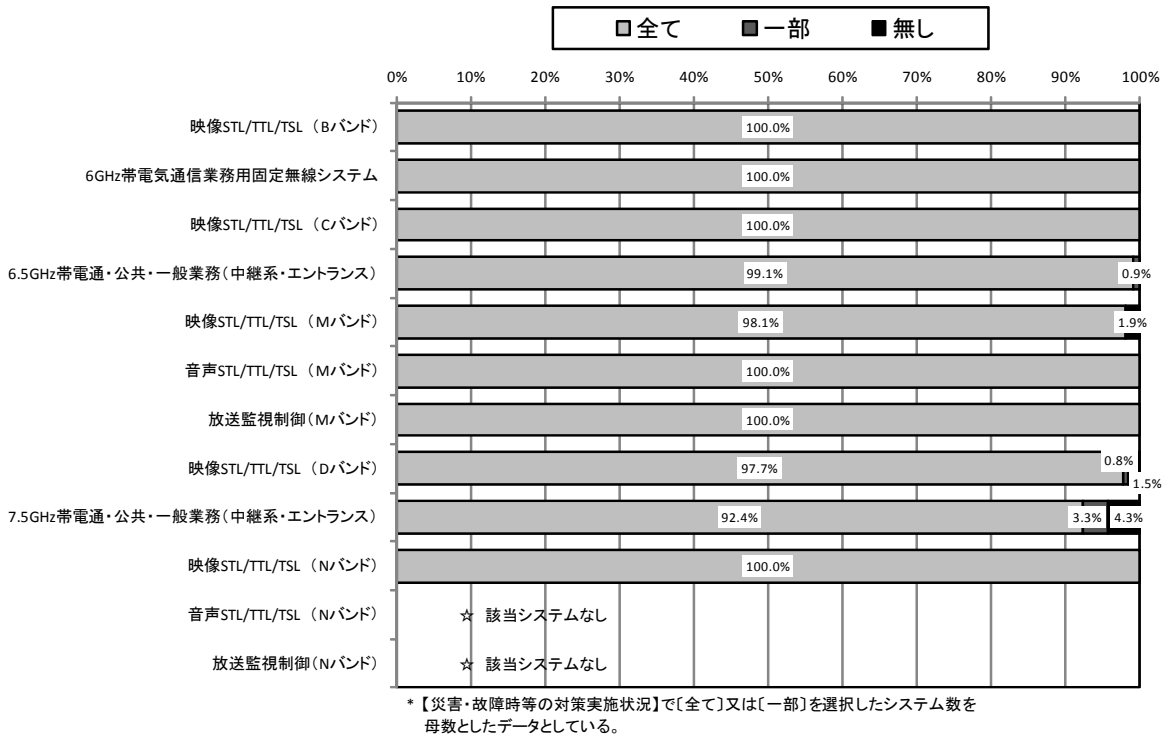 全て 一部 無し
0% 10% 20% 30% 40% 50% 60% 70% 80% 90% 100%
映像STL/TTL/TSL (Bバンド) 100.0%
6GHz帯電気通信業務用固定無線システム 100.0%
映像STL/TTL/TSL (Cバンド) 100.0%
6.5GHz帯電通・公共・一般業務(中継系・エントランス) 99.1% 0.9%
映像STL/TTL/TSL (Mバンド) 98.1% 1.9%
音声STL/TTL/TSL (Mバンド) 100.0%
放送監視制御(Mバンド) 100.0%
映像STL/TTL/TSL (Dバンド) 97.7% 0.8% 1.5%
7.5GHz帯電通・公共・一般業務(中継系・エントランス) 92.4% 3.3% 4.3%
映像STL/TTL/TSL (Nバンド) 100.0%
音声STL/TTL/TSL (Nバンド) ☆ 該当システムなし
放送監視制御(Nバンド) ☆ 該当システムなし
* 【災害・故障時等の対策実施状況】で〔全て〕又は〔一部〕を選択したシステム数を
母数としたデータとしている。